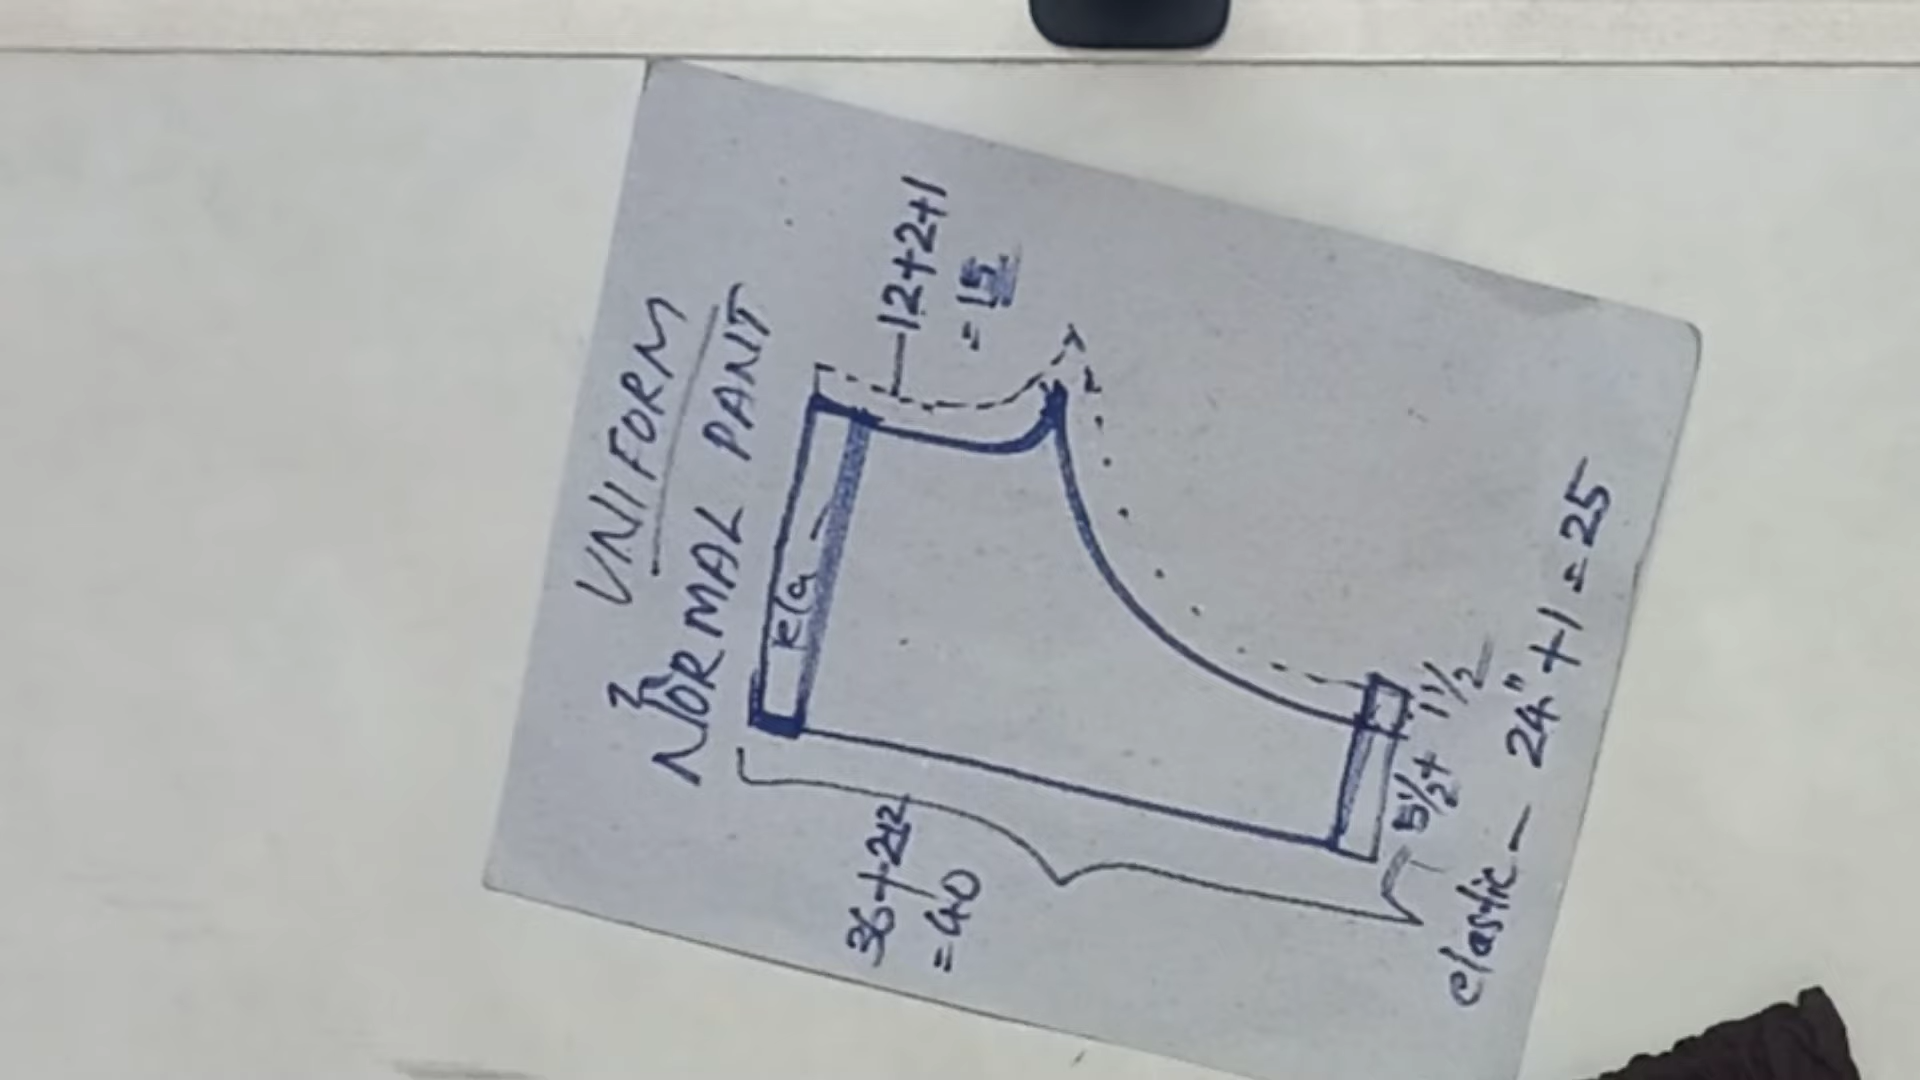 UNIFORM
NORMAL PANT
12+2+1
= 15
ela
36+2+2
= 40
5½+ 1½
elastic - 24"+1=25